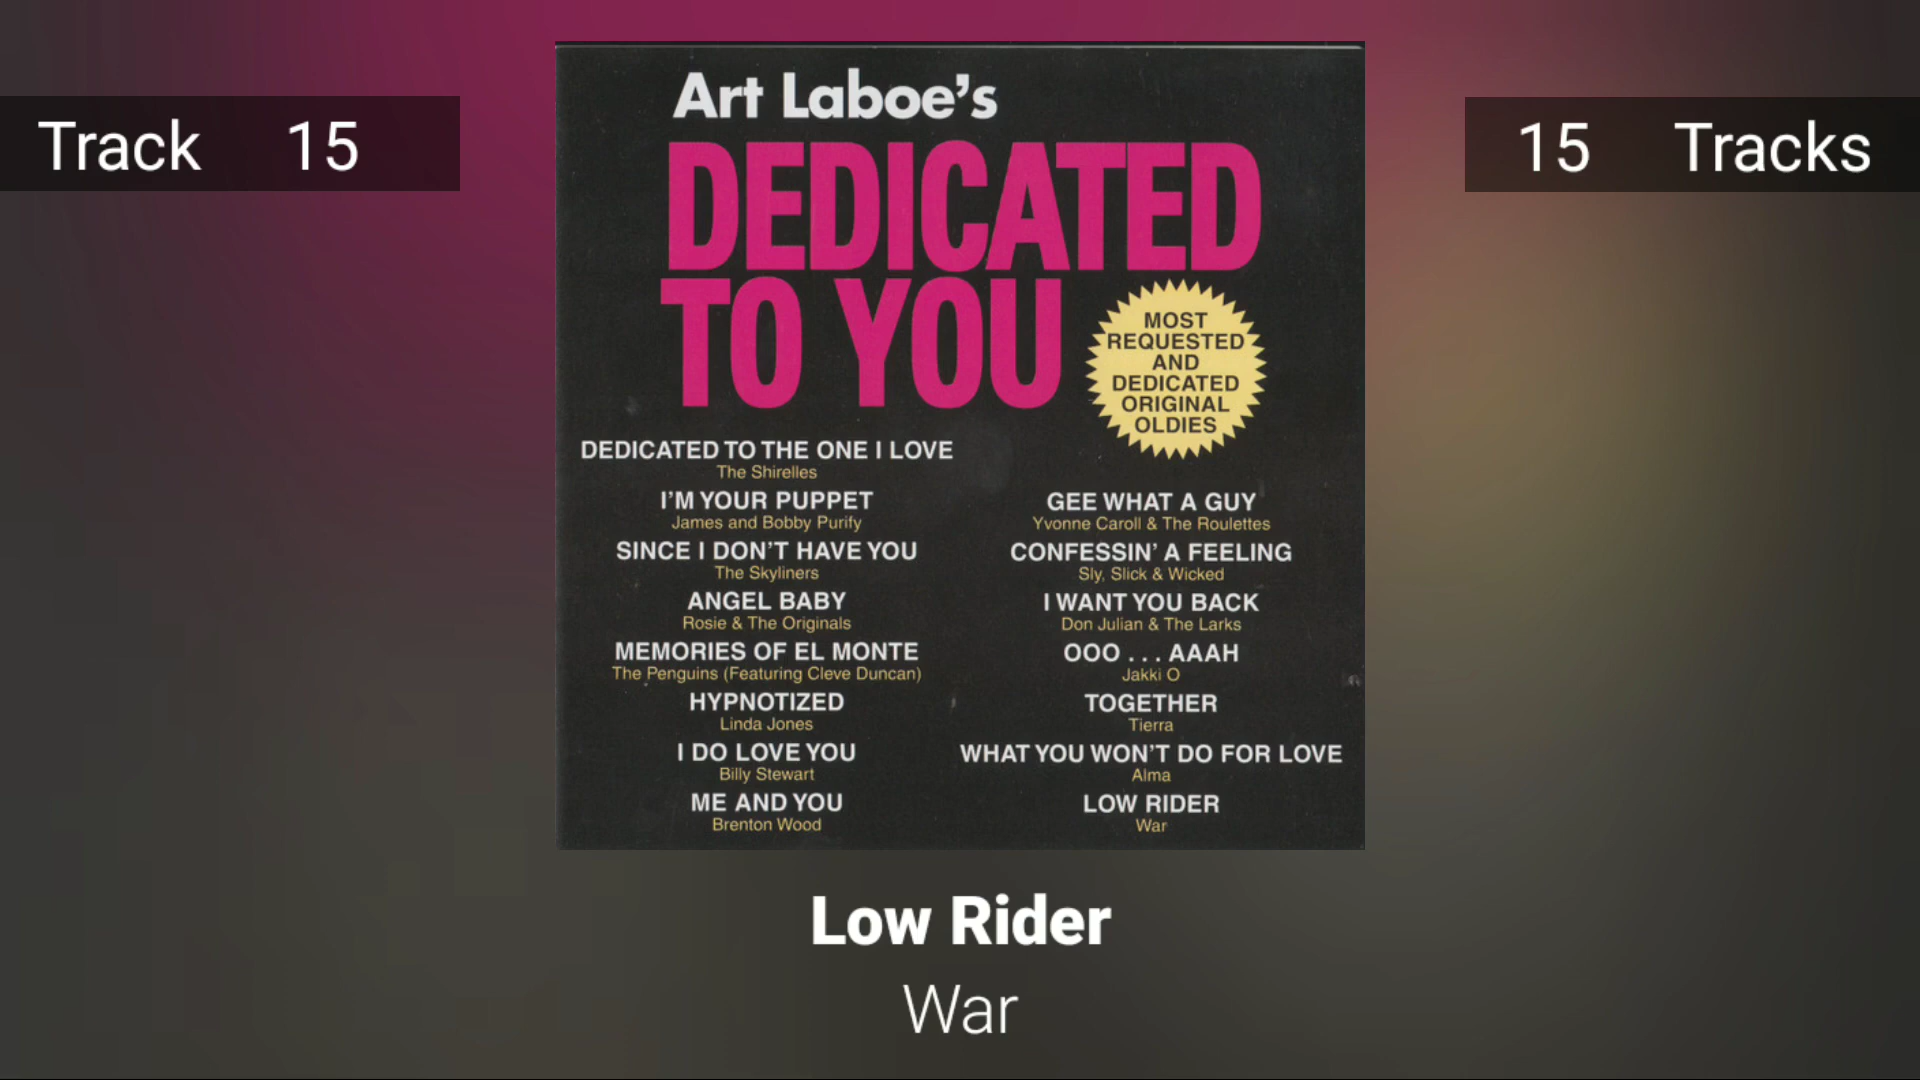 Track 15
15 Tracks
Art Laboe's
DEDICATED
TO YOU
MOST
REQUESTED
AND
DEDICATED
ORIGINAL
OLDIES
DEDICATED TO THE ONE I LOVE
The Shirelles
I'M YOUR PUPPET
James and Bobby Purify
SINCE I DON'T HAVE YOU
The Skyliners
ANGEL BABY
Rosie & The Originals
MEMORIES OF EL MONTE
The Penguins (Featuring Cleve Duncan)
HYPNOTIZED
Linda Jones
I DO LOVE YOU
Billy Stewart
ME AND YOU
Brenton Wood
GEE WHAT A GUY
Yvonne Caroll & The Roulettes
CONFESSIN' A FEELING
Sly, Slick & Wicked
I WANT YOU BACK
Don Julian & The Larks
OOO . . . AAAH
Jakki O
TOGETHER
Tierra
WHAT YOU WON'T DO FOR LOVE
Alma
LOW RIDER
War
Low Rider
War